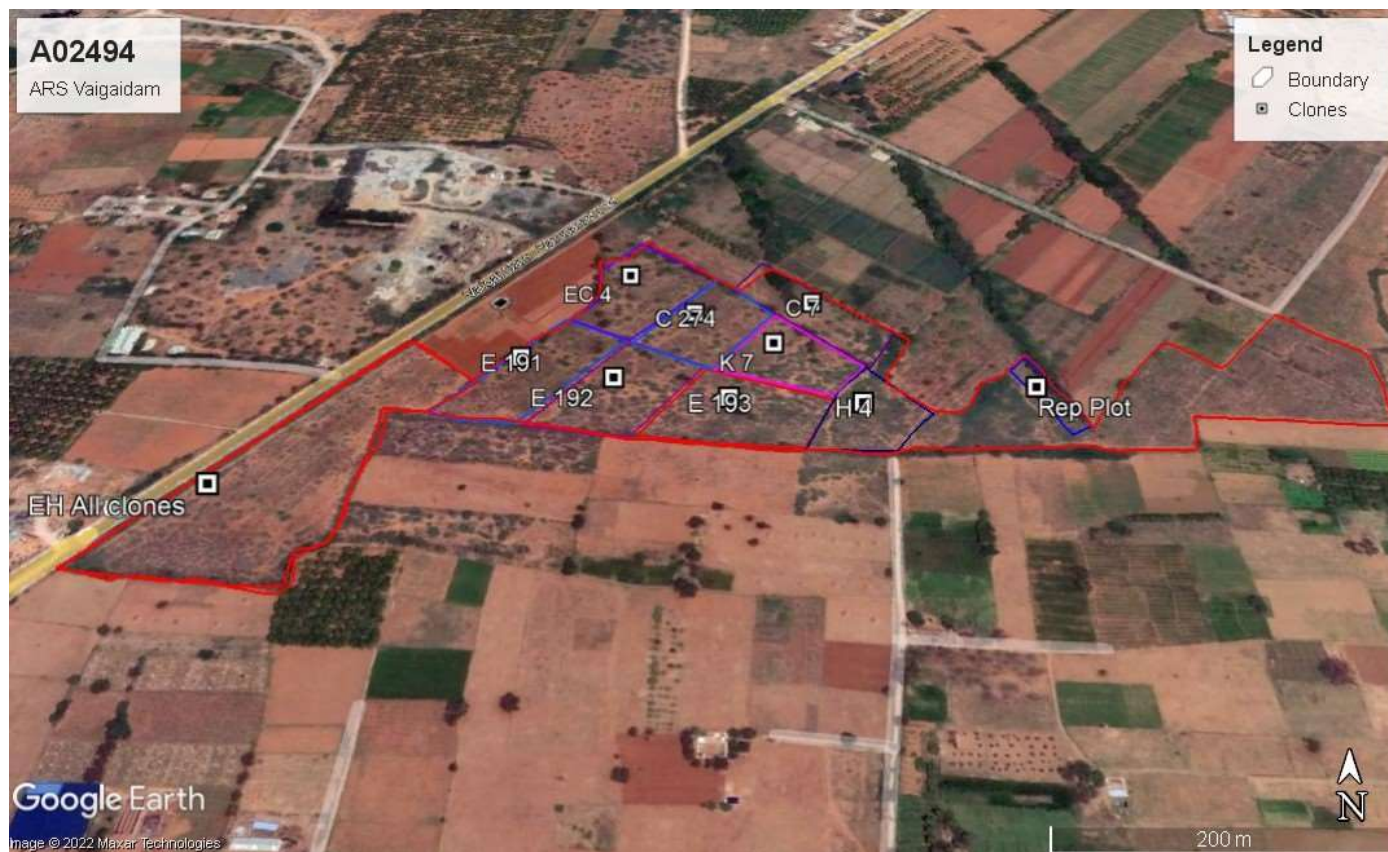 A02494
ARS Vaigaidam
Legend
Boundary
Clones
EC 4
C 274
C 7
E 191
K 7
E 192
E 193
H 4
Rep Plot
EH All clones
Google Earth
N
Image © 2022 Maxar Technologies
200 m